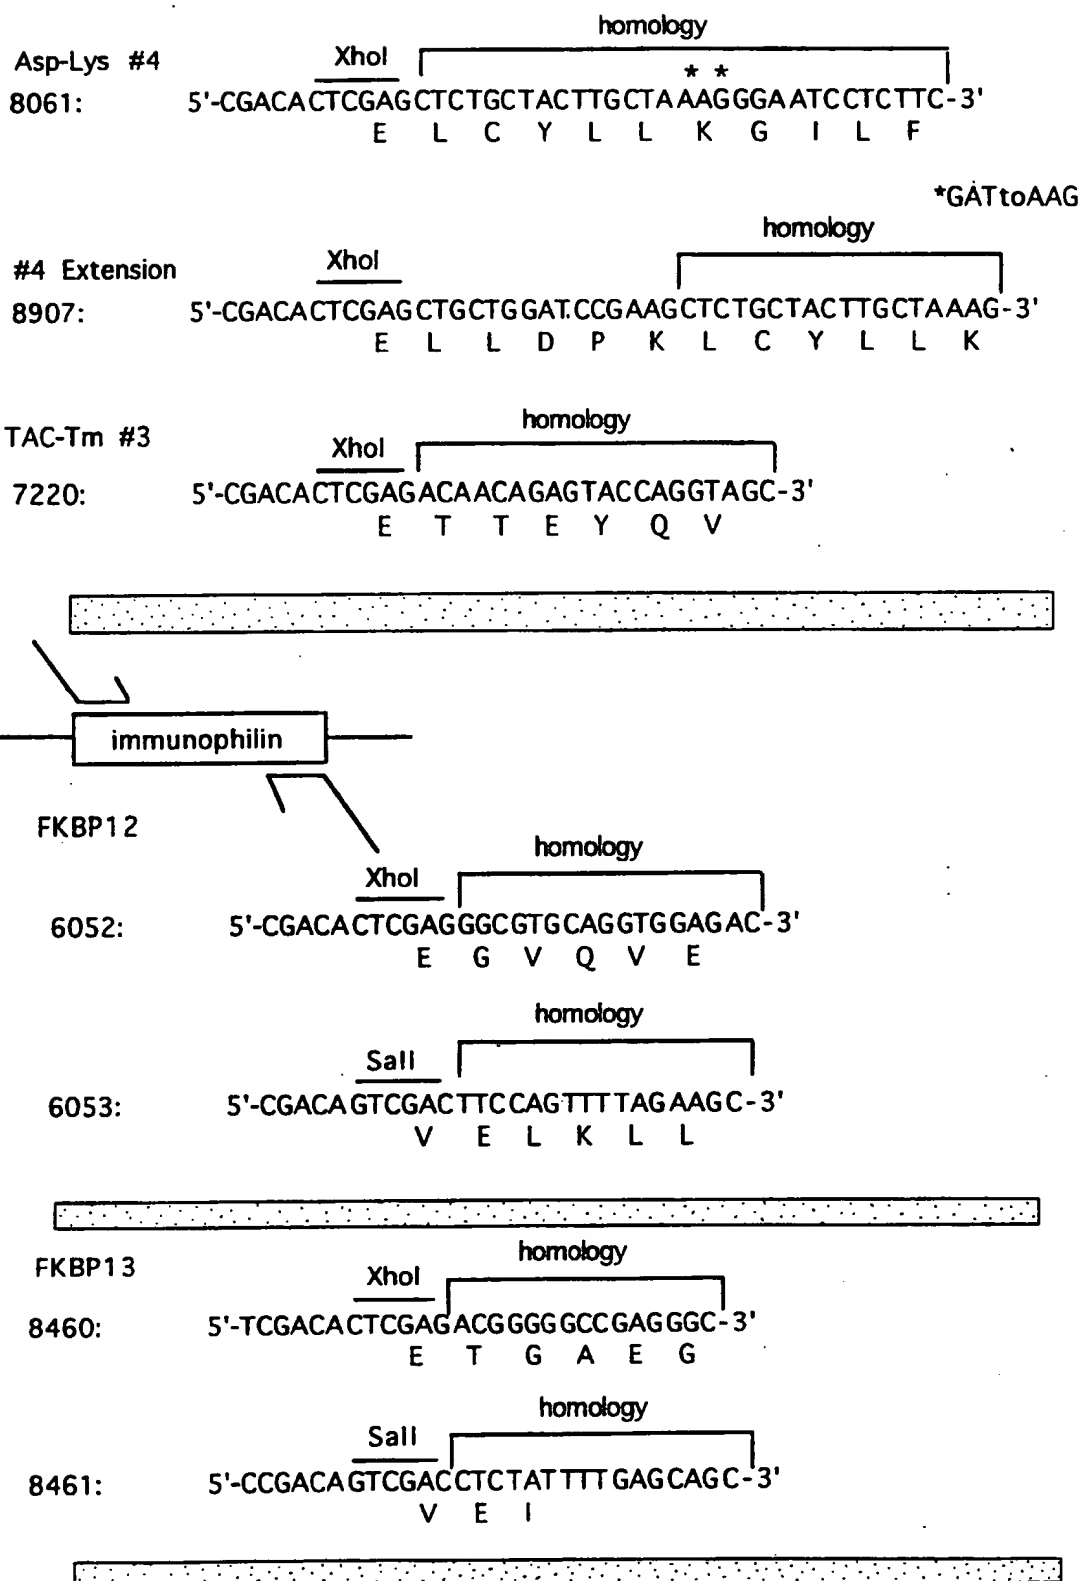 homology
Asp-Lys #4
XhoI
* *
8061: 5'-CGACACTCGAGCTCTGCTACTTGCTAAAGGGAATCCTCTTC-3'
E L C Y L L K G I L F
*GATtoAAG
homology
#4 Extension
XhoI
8907: 5'-CGACACTCGAGCTGCTGGAT.CCGAAGCTCTGCTACTTGCTAAAG-3'
E L L D P K L C Y L L K
homology
TAC-Tm #3
XhoI
7220: 5'-CGACACTCGAGACAACAGAGTACCAGGTAGC-3'
E T T E Y Q V
immunophilin
FKBP12
homology
XhoI
6052: 5'-CGACACTCGAGGGCGTGCAGGTGGAGAC-3'
E G V Q V E
homology
SalI
6053: 5'-CGACAGTCGACTTCCAGTTTTAGAAGC-3'
V E L K L L
FKBP13
homology
XhoI
8460: 5'-TCGACACTCGAGACGGGGGCCGAGGGC-3'
E T G A E G
homology
SalI
8461: 5'-CCGACAGTCGACCTCTATTTTGAGCAGC-3'
V E I